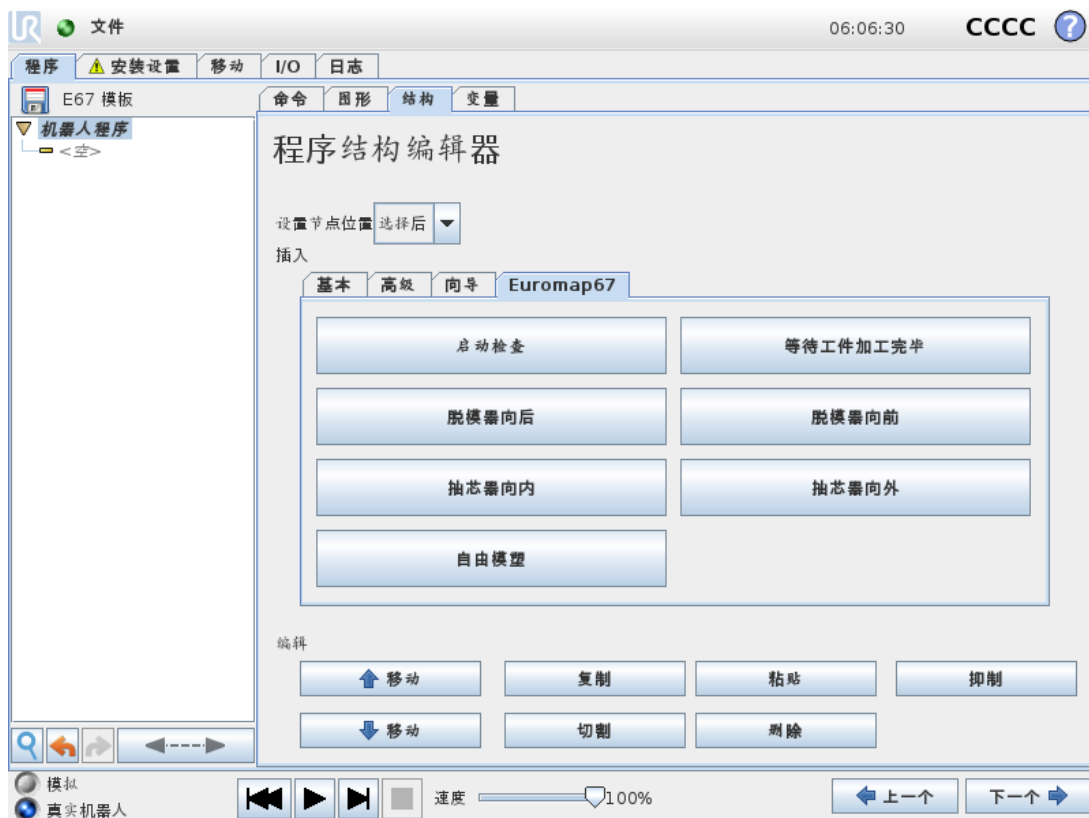 UR 文件 06:06:30 CCCC ?
程序 安装设置 移动 I/O 日志
E67 模板
命令 图形 结构 变量
机器人程序
<空>
程序结构编辑器
设置节点位置 选择后
插入
基本 高级 向导 Euromap67
启动检查 等待工件加工完毕
脱模器向后 脱模器向前
抽芯器向内 抽芯器向外
自由模塑
编辑
移动 复制 粘贴 抑制
移动 切割 删除
模拟
真实机器人
速度 100%
上一个 下一个